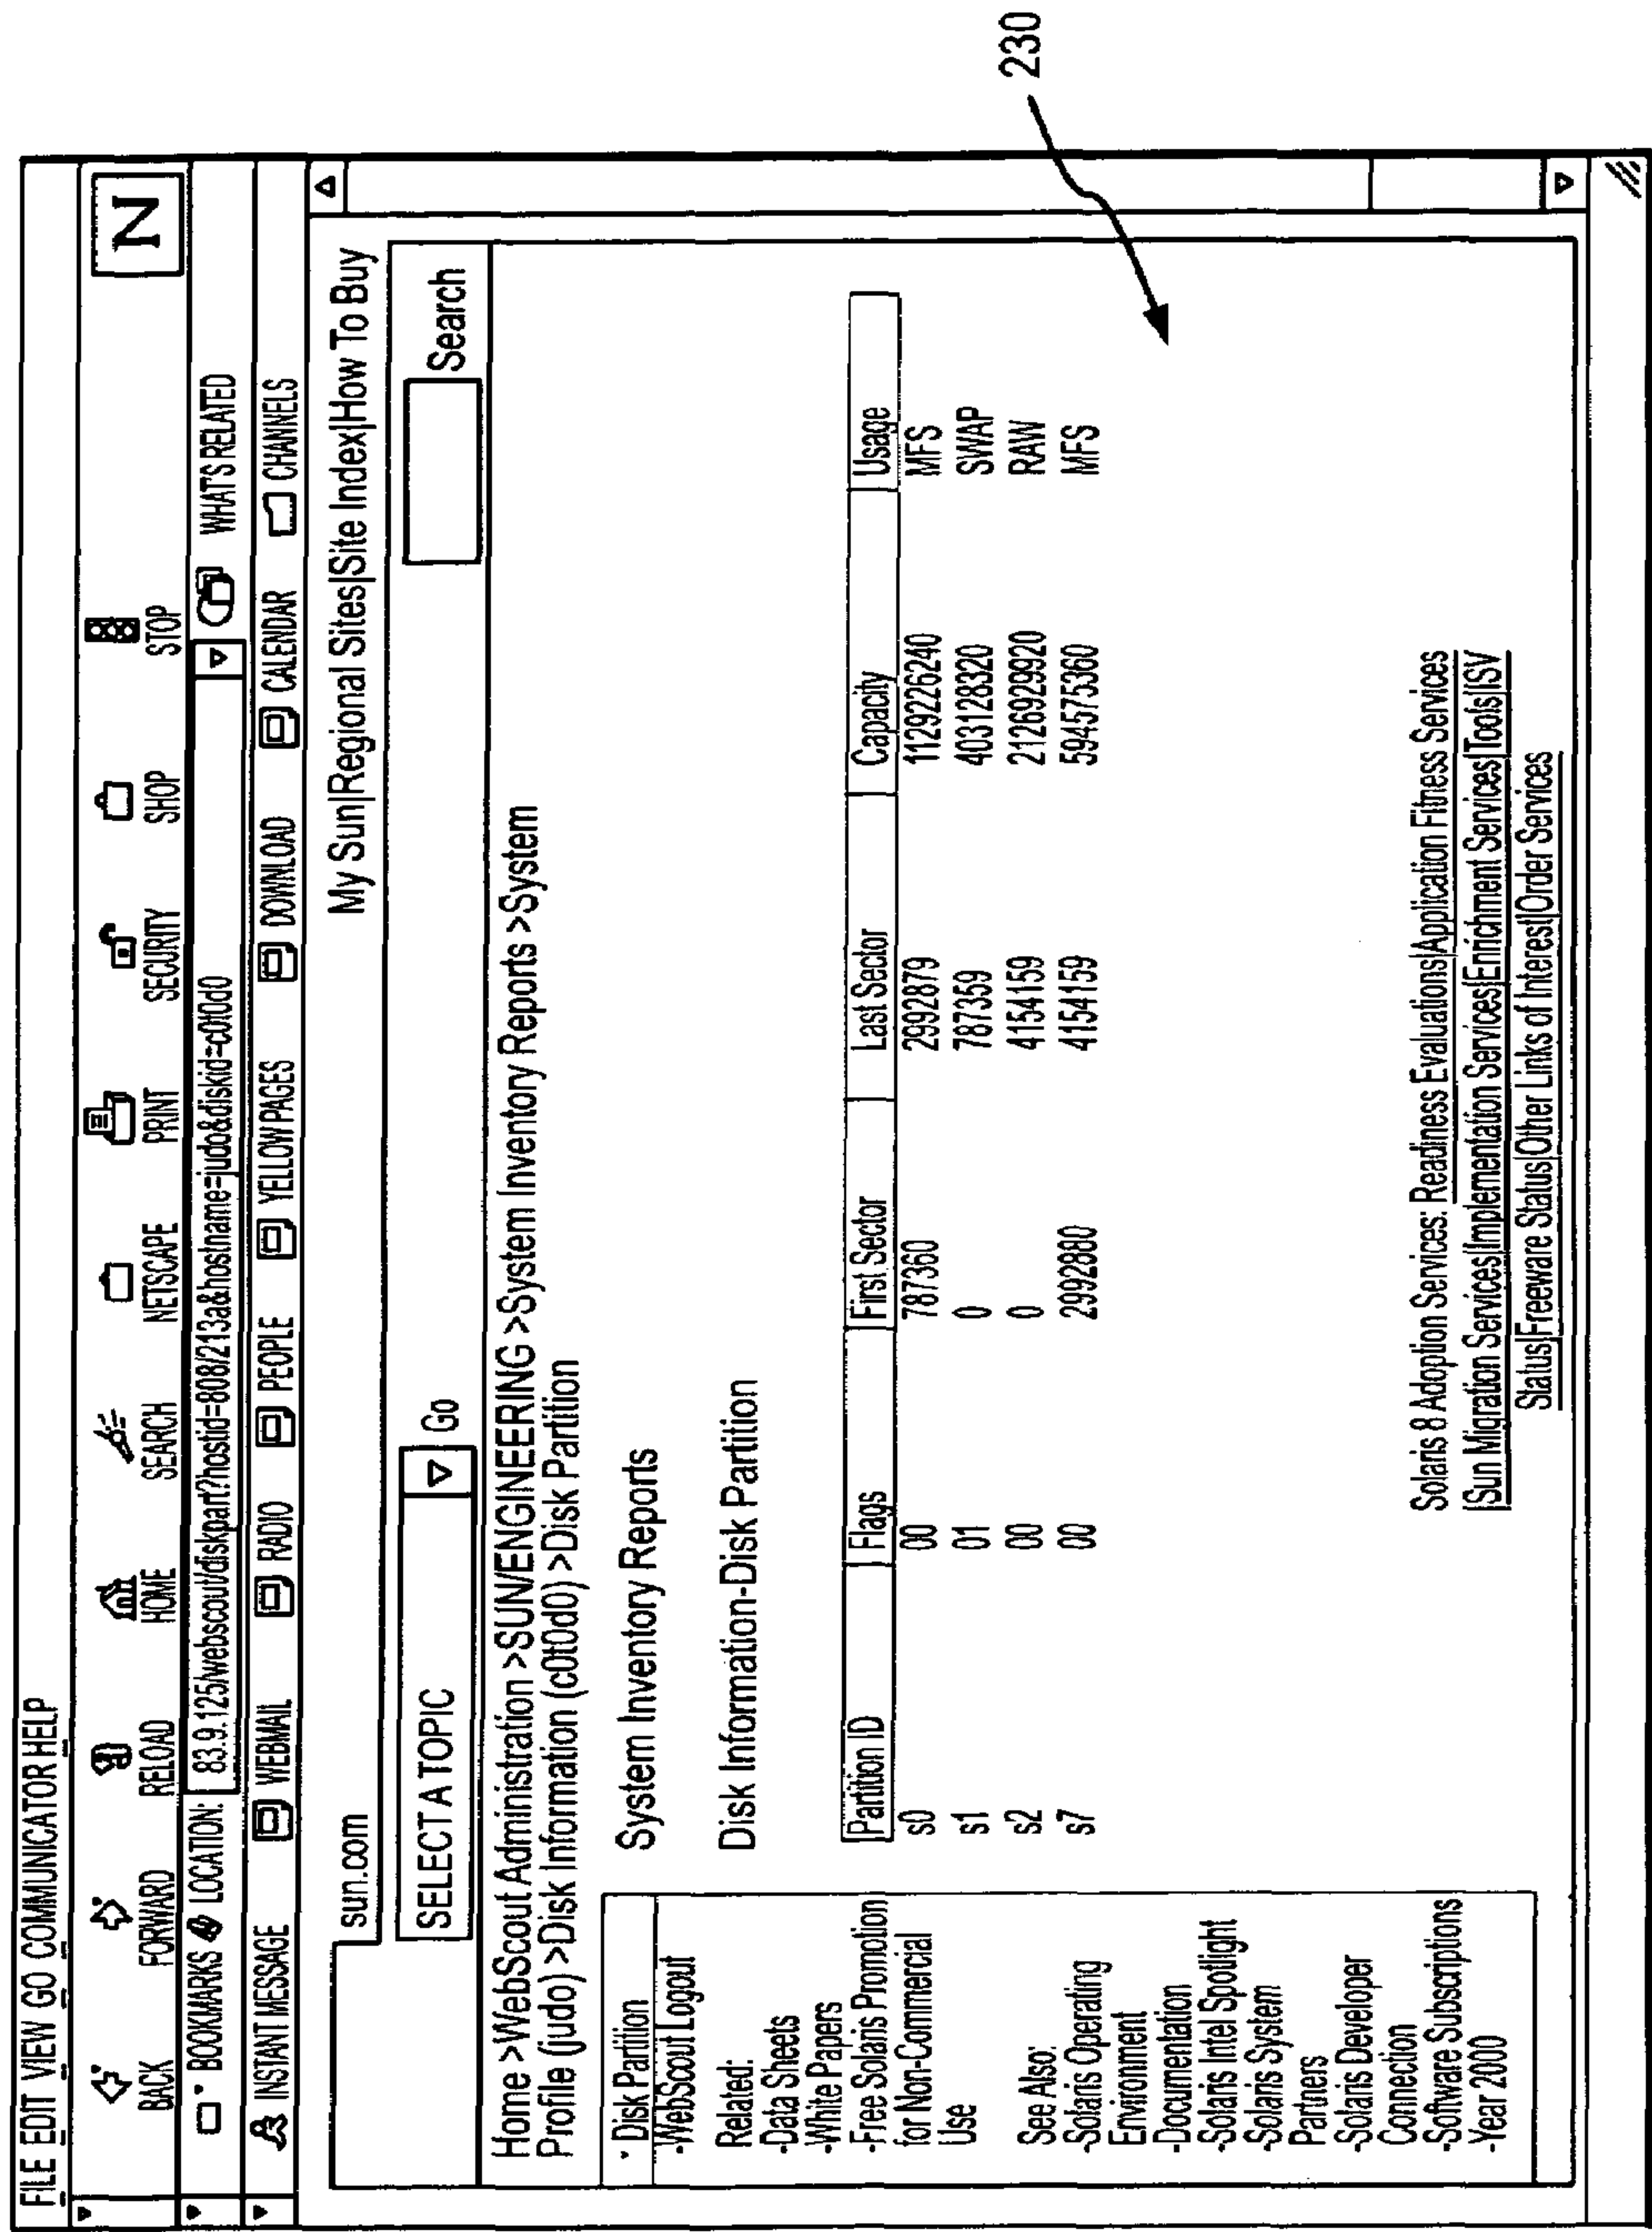 FILE EDIT VIEW GO COMMUNICATOR HELP
BACK FORWARD RELOAD HOME SEARCH NETSCAPE PRINT SECURITY SHOP STOP
N
BOOKMARKS LOCATION: 83.9.125/webscout/diskpart?hostid=808/213a&hostname=judo&diskid=c0t0d0 WHAT'S RELATED
INSTANT MESSAGE WEBMAIL RADIO PEOPLE YELLOW PAGES DOWNLOAD CALENDAR CHANNELS
sun.com My Sun|Regional Sites|Site Index|How To Buy
SELECT A TOPIC Go Search
Home >WebScout Administration >SUN/ENGINEERING >System Inventory Reports >System
Profile (judo) >Disk Information (c0t0d0) >Disk Partition
Disk Partition
-WebScout Logout
Related:
-Data Sheets
-White Papers
-Free Solaris Promotion
for Non-Commercial
Use
See Also:
-Solaris Operating
Environment
-Documentation
-Solaris Intel Spotlight
-Solaris System
Partners
-Solaris Developer
Connection
-Software Subscriptions
-Year 2000
System Inventory Reports
Disk Information-Disk Partition
Partition ID Flags First Sector Last Sector Capacity Usage
s0 00 787360 2992879 1129226240 MFS
s1 01 0 787359 403128320 SWAP
s2 00 0 4154159 2126929920 RAW
s7 00 2992880 4154159 594575360 MFS
Solaris 8 Adoption Services: Readiness Evaluations|Application Fitness Services
|Sun Migration Services|Implementation Services|Enrichment Services|Tools|ISV
Status|Freeware Status|Other Links of Interest|Order Services
230